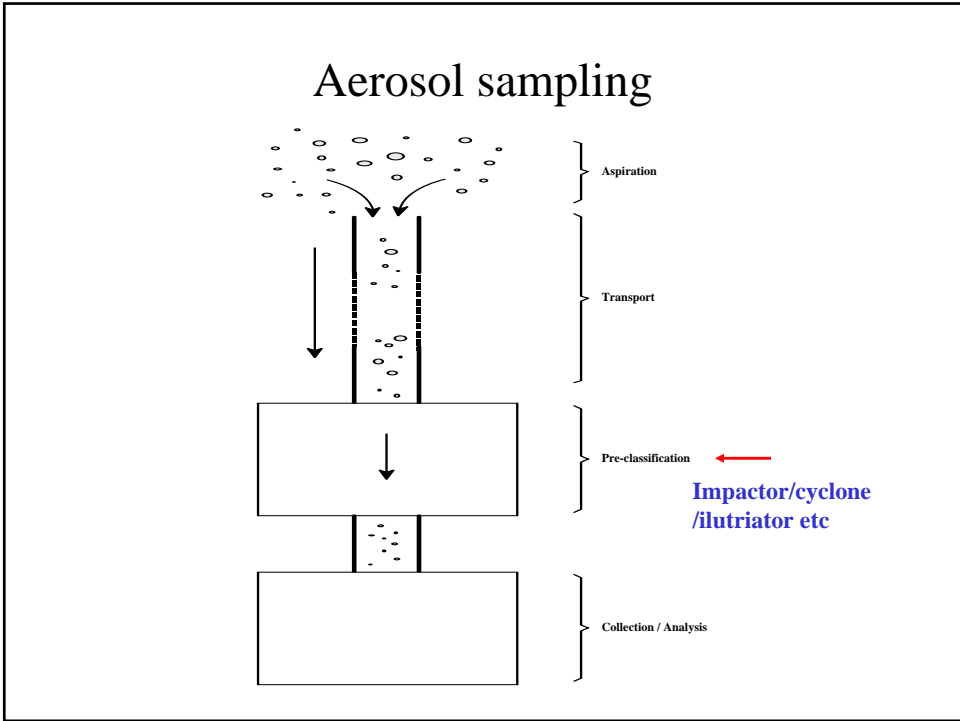 Aerosol sampling
Aspiration
Transport
Pre-classification
Impactor/cyclone
/ilutriator etc
Collection / Analysis